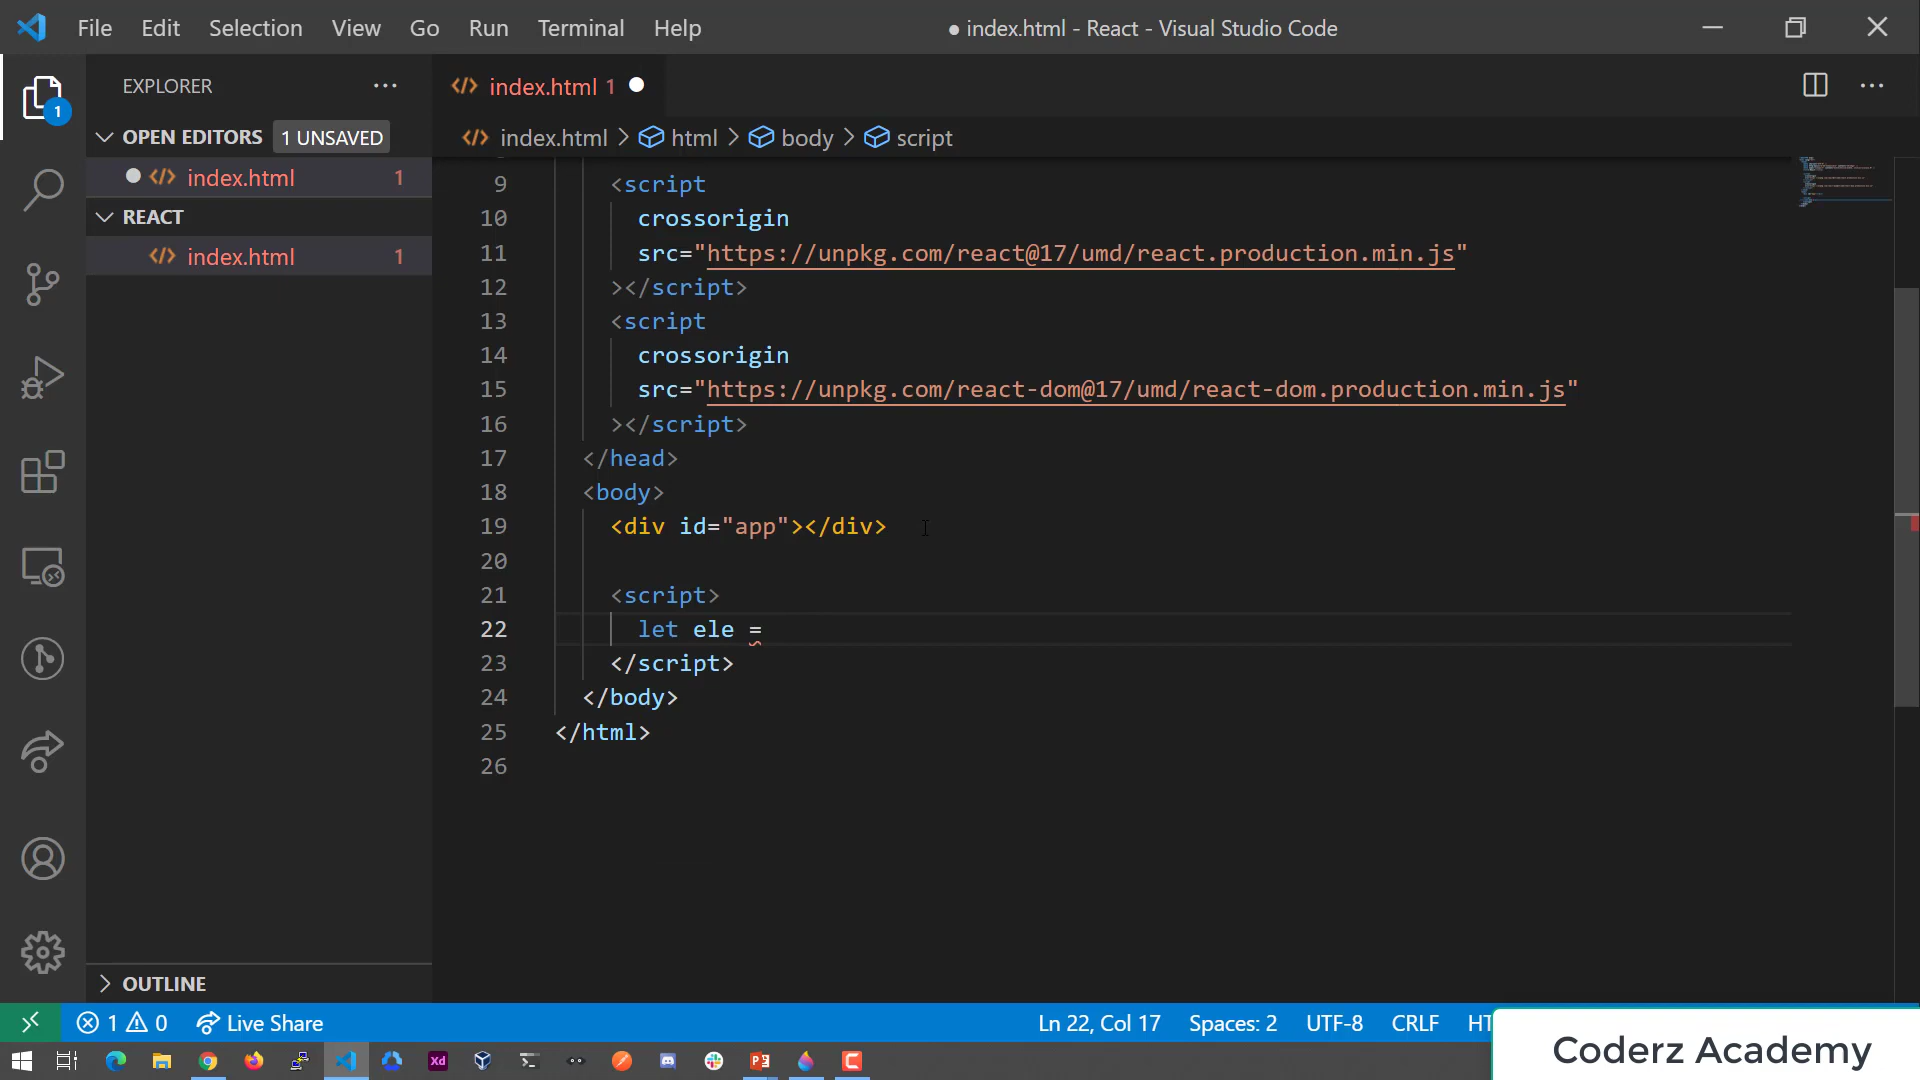 File Edit Selection View Go Run Terminal Help
● index.html - React - Visual Studio Code
EXPLORER
OPEN EDITORS 1 UNSAVED
index.html 1
REACT
index.html 1
OUTLINE
1
index.html 1
index.html > html > body > script
9 <script
10 crossorigin
11 src="https://unpkg.com/react@17/umd/react.production.min.js"
12 ></script>
13 <script
14 crossorigin
15 src="https://unpkg.com/react-dom@17/umd/react-dom.production.min.js"
16 ></script>
17 </head>
18 <body>
19 <div id="app"></div>
20
21 <script>
22 let ele =
23 </script>
24 </body>
25 </html>
26
1 0 Live Share
Ln 22, Col 17 Spaces: 2 UTF-8 CRLF HT
Xd
Coderz Academy